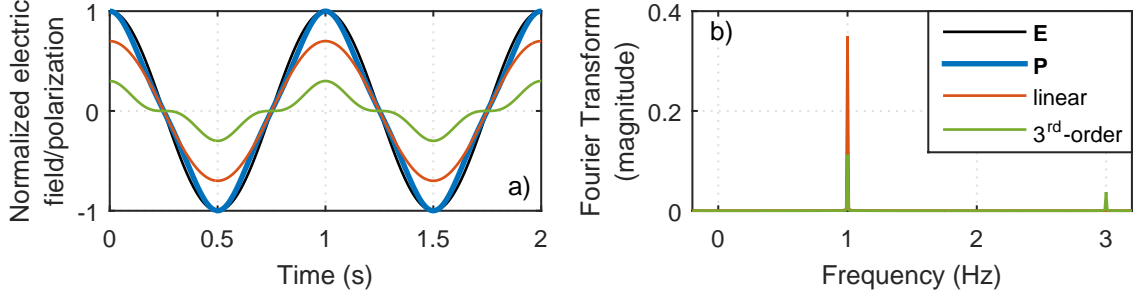 Normalized electric
field/polarization
1
0
-1
0
0.5
1
1.5
2
Time (s)
a)
Fourier Transform
(magnitude)
0.4
0.2
0
0
1
2
3
Frequency (Hz)
b)
E
P
linear
3rd-order